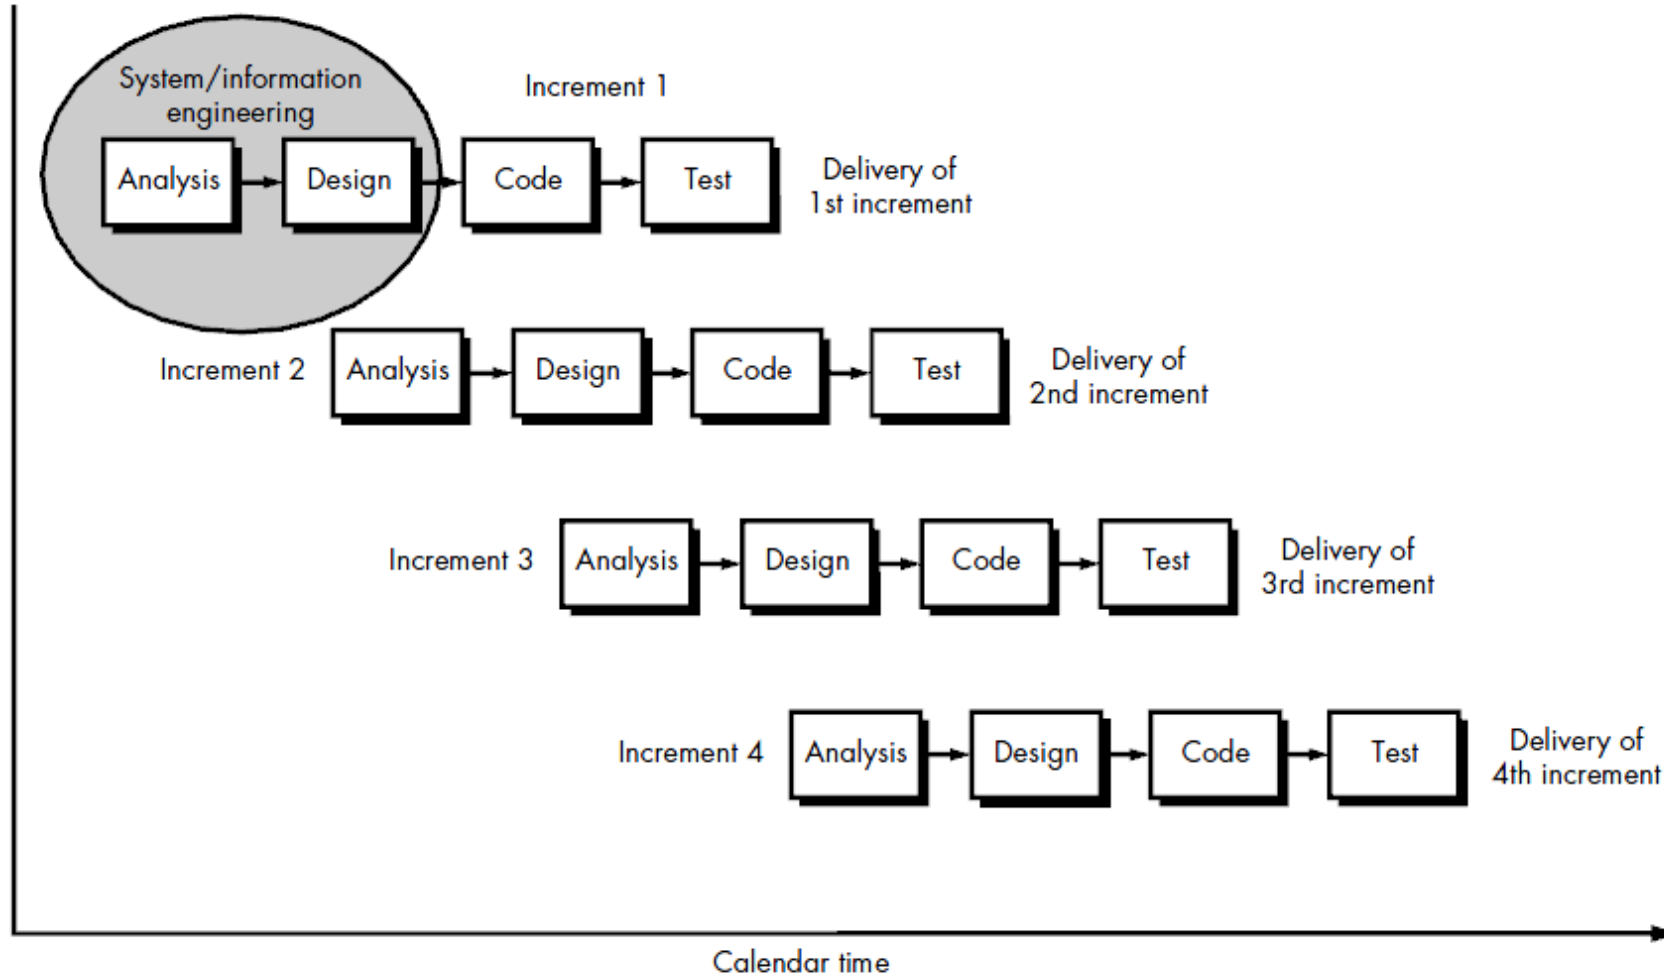 System/information
engineering
Increment 1
Analysis
Design
Code
Test
Delivery of
1st increment
Increment 2
Analysis
Design
Code
Test
Delivery of
2nd increment
Increment 3
Analysis
Design
Code
Test
Delivery of
3rd increment
Increment 4
Analysis
Design
Code
Test
Delivery of
4th increment
Calendar time